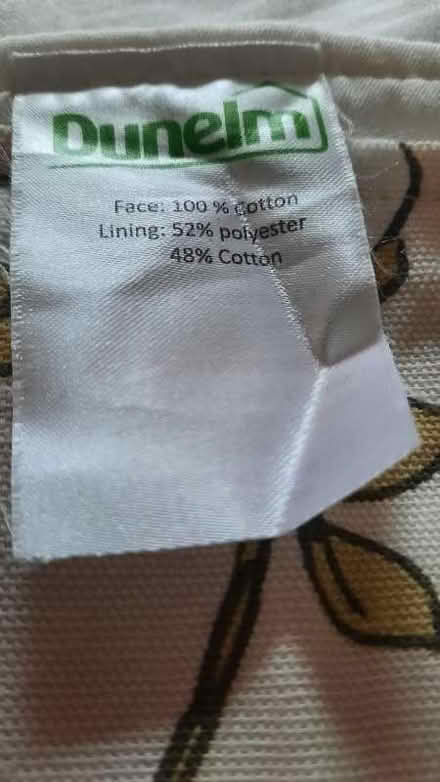 Dunelm
Face: 100 % Cotton
Lining: 52% polyester
48% Cotton